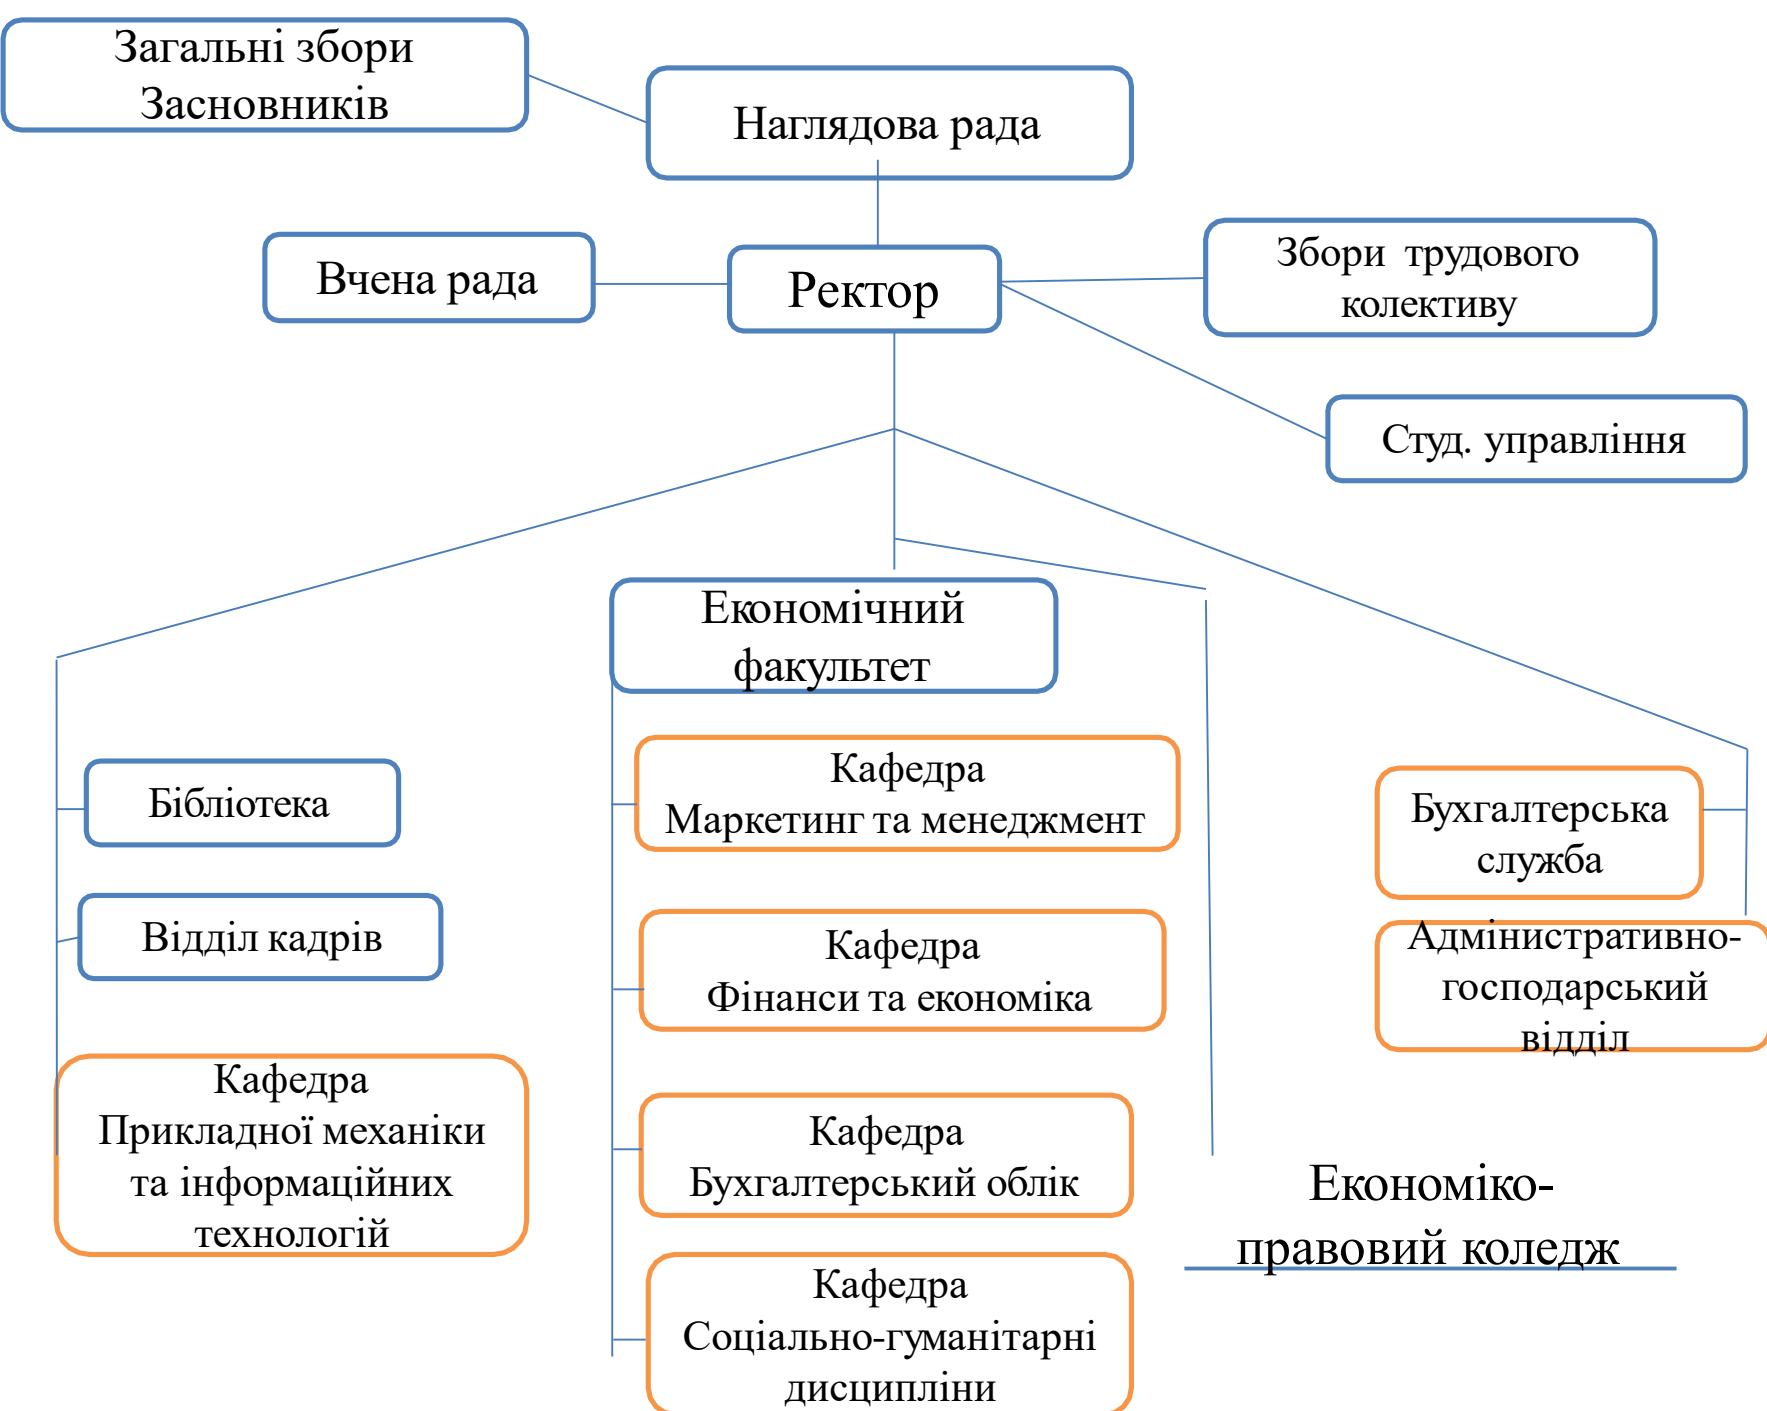 Загальні збори
Засновників
Наглядова рада
Вчена рада
Ректор
Збори трудового
колективу
Студ. управління
Економічний
факультет
Бібліотека
Відділ кадрів
Кафедра
Прикладної механіки
та інформаційних
технологій
Кафедра
Маркетинг та менеджмент
Кафедра
Фінанси та економіка
Кафедра
Бухгалтерський облік
Кафедра
Соціально-гуманітарні
дисципліни
Бухгалтерська
служба
Адміністративно-
господарський
відділ
Економіко-
правовий коледж